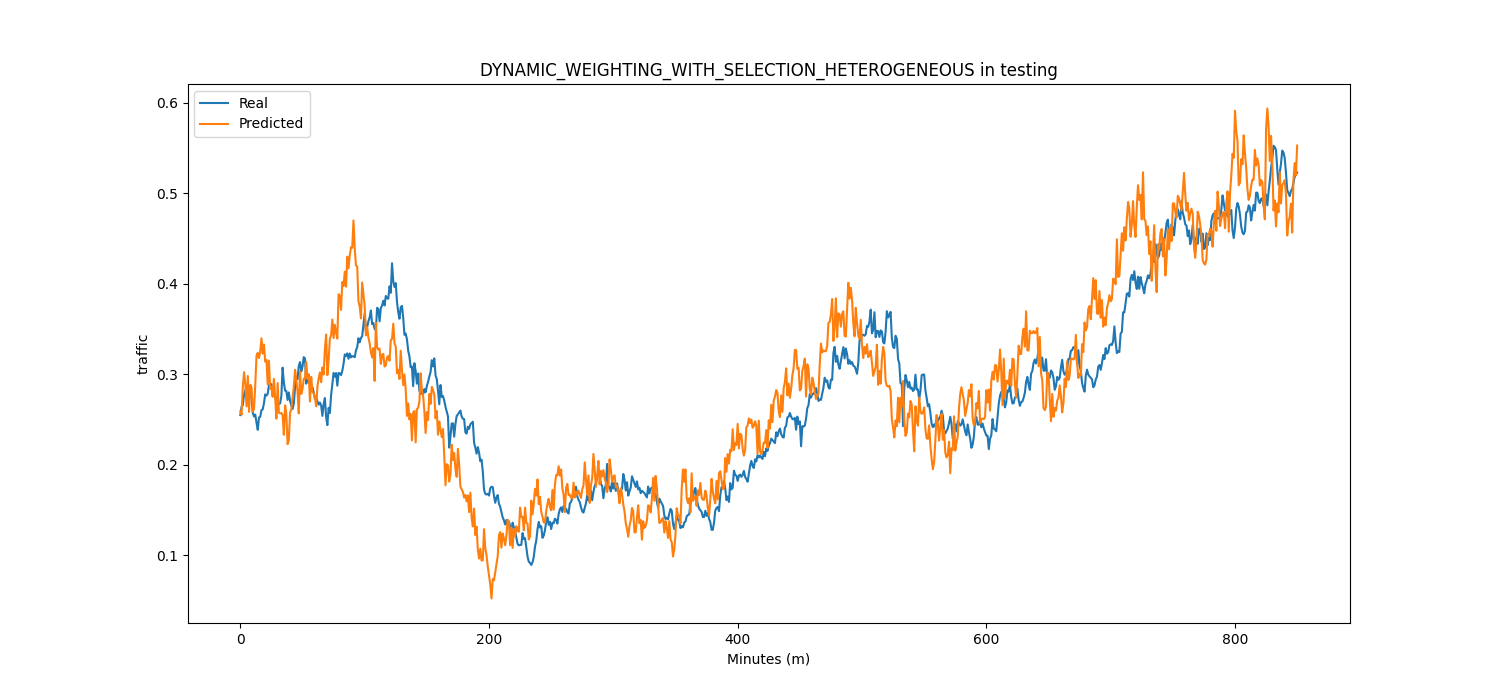 DYNAMIC_WEIGHTING_WITH_SELECTION_HETEROGENEOUS in testing
Real
Predicted
0.6
0.5
0.4
0.3
0.2
0.1
traffic
0 200 400 600 800
Minutes (m)